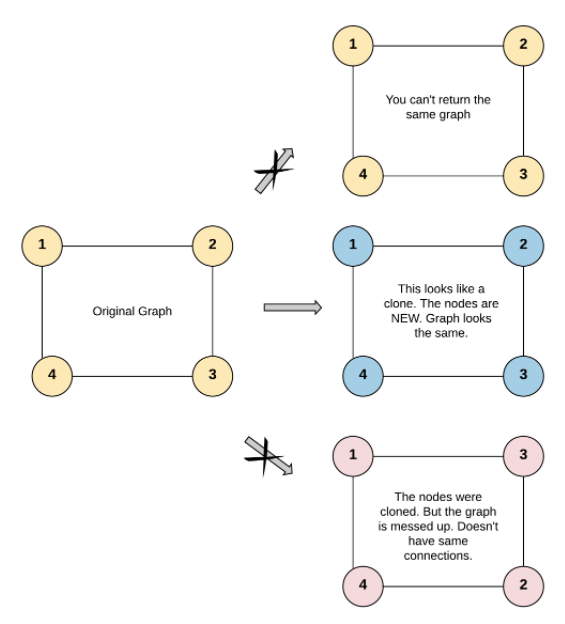 1
2
You can't return the
same graph
4
3
1
2
Original Graph
4
3
1
2
This looks like a
clone. The nodes are
NEW. Graph looks
the same.
4
3
1
3
The nodes were
cloned. But the graph
is messed up. Doesn't
have same
connections.
4
2